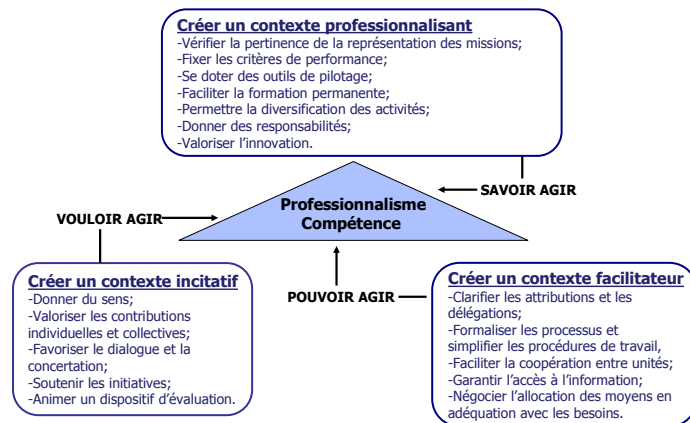 Créer un contexte professionnalisant
-Vérifier la pertinence de la représentation des missions;
-Fixer les critères de performance;
-Se doter des outils de pilotage;
-Faciliter la formation permanente;
-Permettre la diversification des activités;
-Donner des responsabilités;
-Valoriser l'innovation.
SAVOIR AGIR
Professionnalisme
Compétence
VOULOIR AGIR
Créer un contexte incitatif
-Donner du sens;
-Valoriser les contributions
individuelles et collectives;
-Favoriser le dialogue et la
concertation;
-Soutenir les initiatives;
-Animer un dispositif d'évaluation.
POUVOIR AGIR
Créer un contexte facilitateur
-Clarifier les attributions et les
délégations;
-Formaliser les processus et
simplifier les procédures de travail,
-Faciliter la coopération entre unités;
-Garantir l'accès à l'information;
-Négocier l'allocation des moyens en
adéquation avec les besoins.